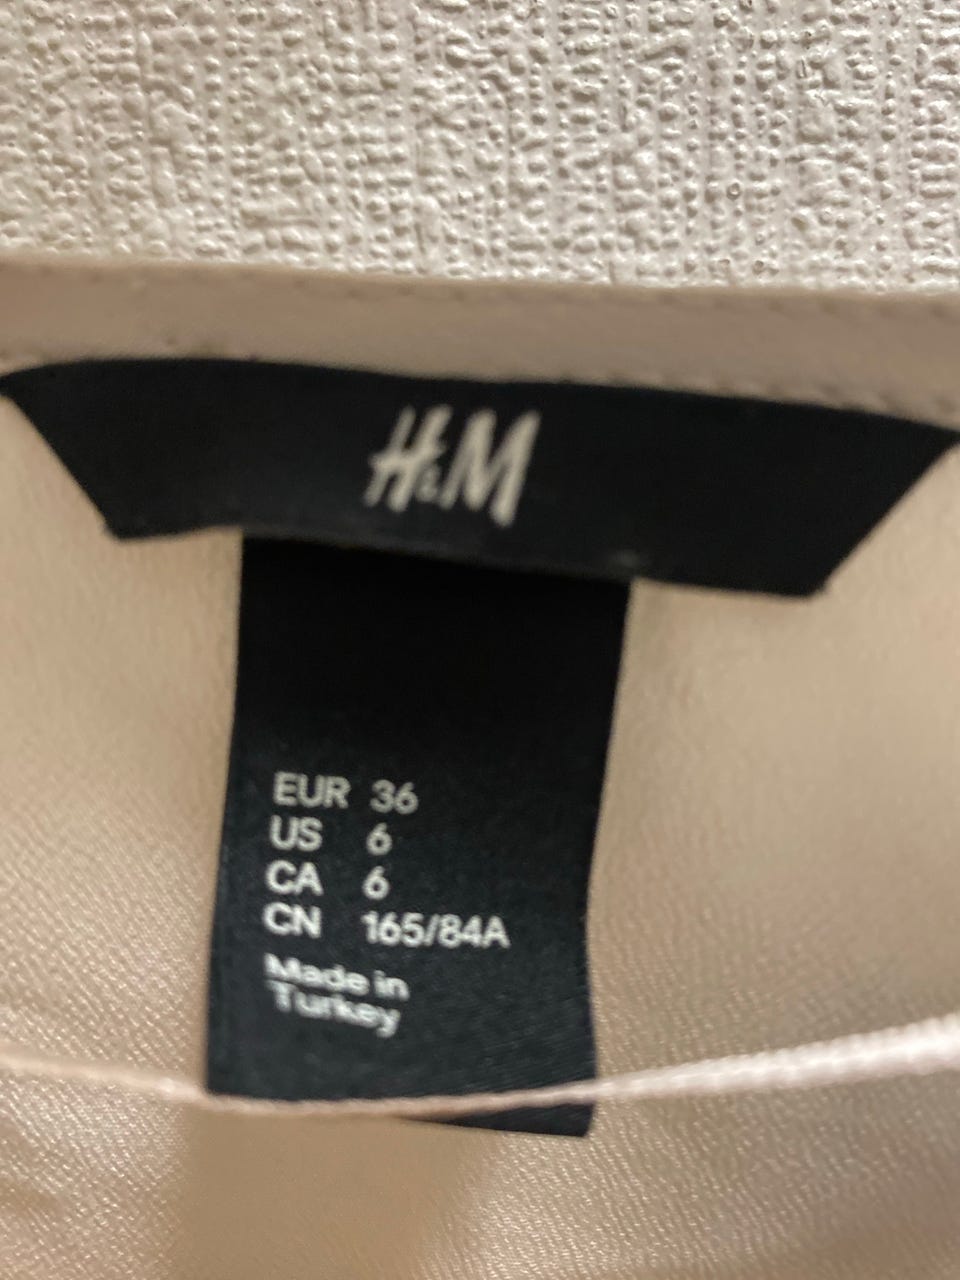 H&M
EUR 36
US 6
CA 6
CN 165/84A
Made in
Turkey